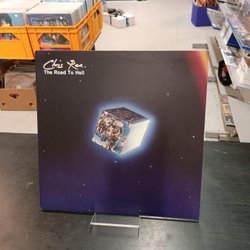 Chris Rea.
The Road To Hell